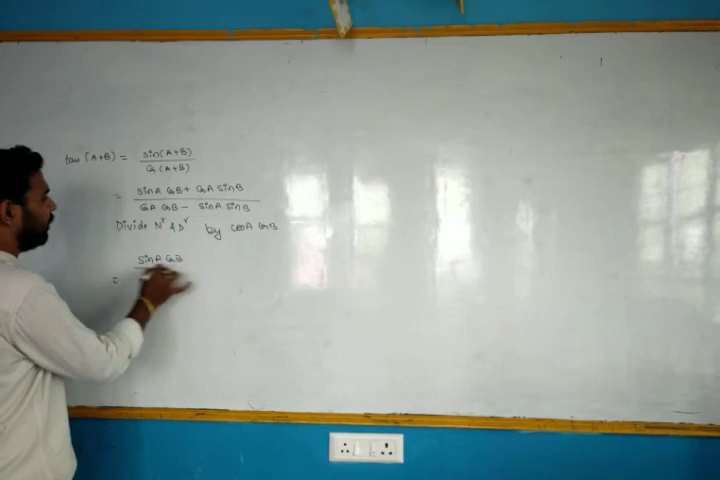 tan (A+B) = sin(A+B) / Cos(A+B)
= sinA CosB + CosA sinB / CosA CosB - sinA sinB
Divide Nʳ & Dʳ by cosA CosB
= sinA CosB